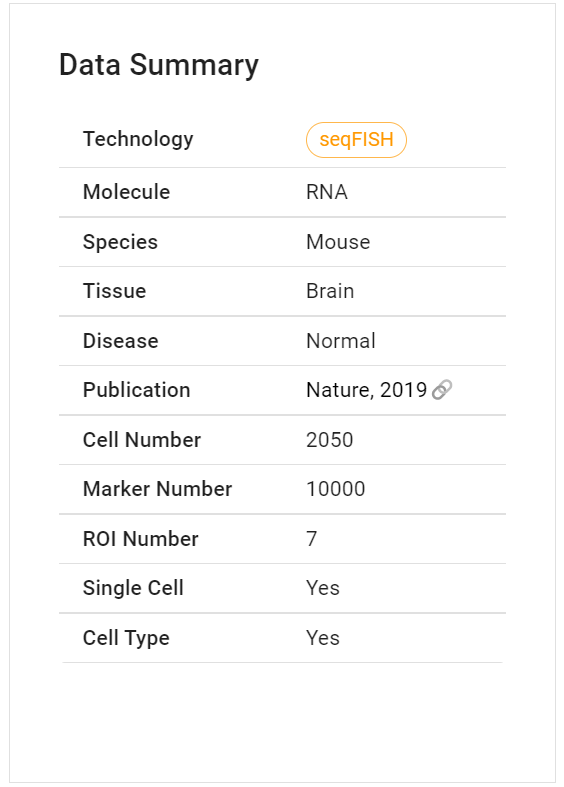 Data Summary
Technology seqFISH
Molecule RNA
Species Mouse
Tissue Brain
Disease Normal
Publication Nature, 2019
Cell Number 2050
Marker Number 10000
ROI Number 7
Single Cell Yes
Cell Type Yes